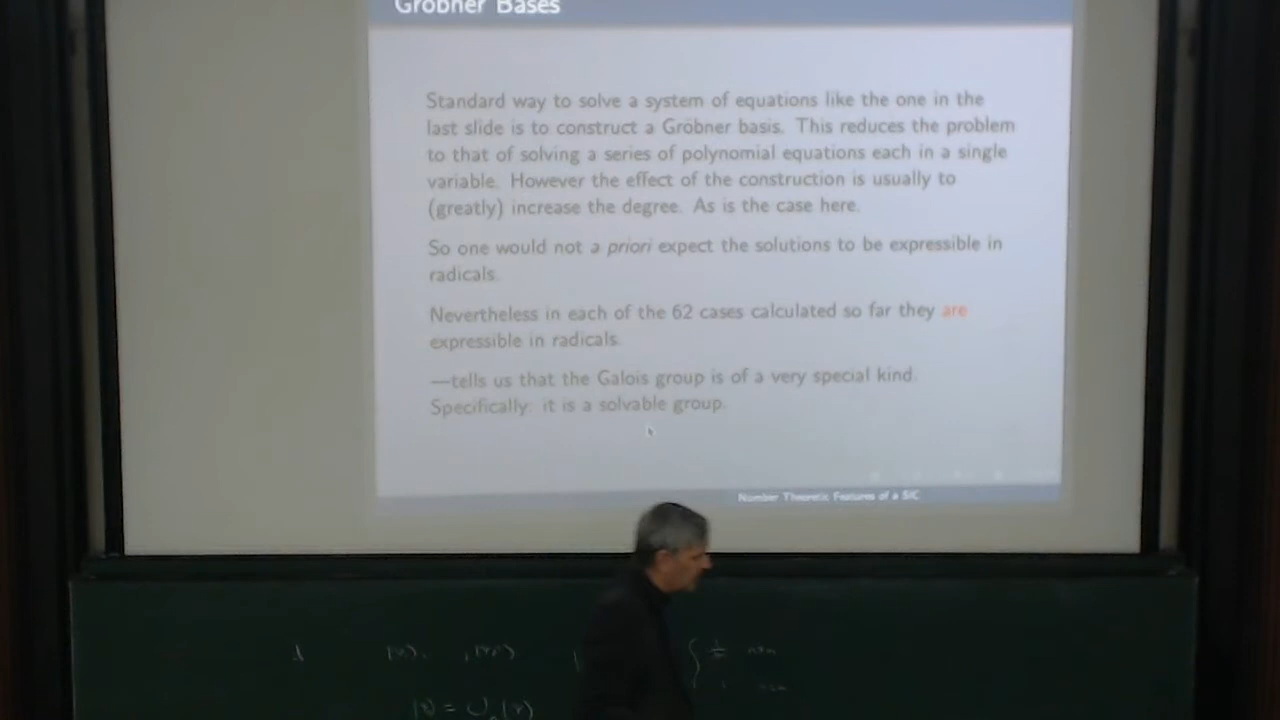 Gröbner Bases
Standard way to solve a system of equations like the one in the
last slide is to construct a Gröbner basis. This reduces the problem
to that of solving a series of polynomial equations each in a single
variable. However the effect of the construction is usually to
(greatly) increase the degree. As is the case here.
So one would not a priori expect the solutions to be expressible in
radicals.
Nevertheless in each of the 62 cases calculated so far they are
expressible in radicals.
—tells us that the Galois group is of a very special kind.
Specifically: it is a solvable group.
Number Theoretic Features of a SIC